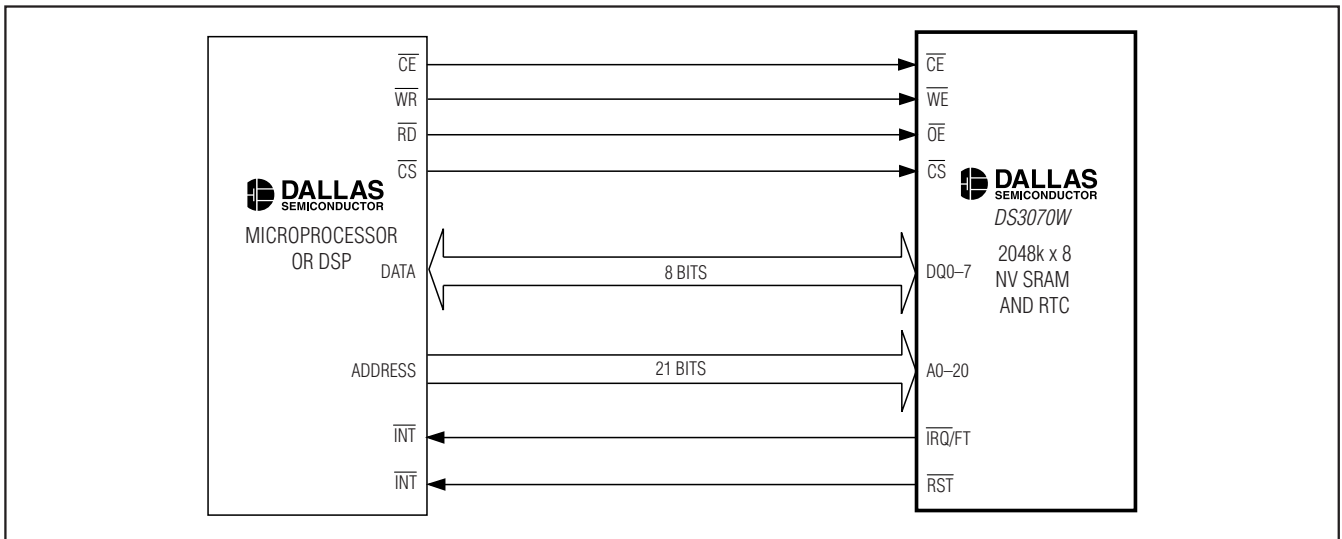 CE
WR
RD
CS
DALLAS
SEMICONDUCTOR
MICROPROCESSOR
OR DSP
DATA
ADDRESS
INT
INT
8 BITS
21 BITS
CE
WE
OE
CS
DALLAS
SEMICONDUCTOR
DS3070W
2048k x 8
NV SRAM
AND RTC
DQ0–7
A0–20
IRQ/FT
RST